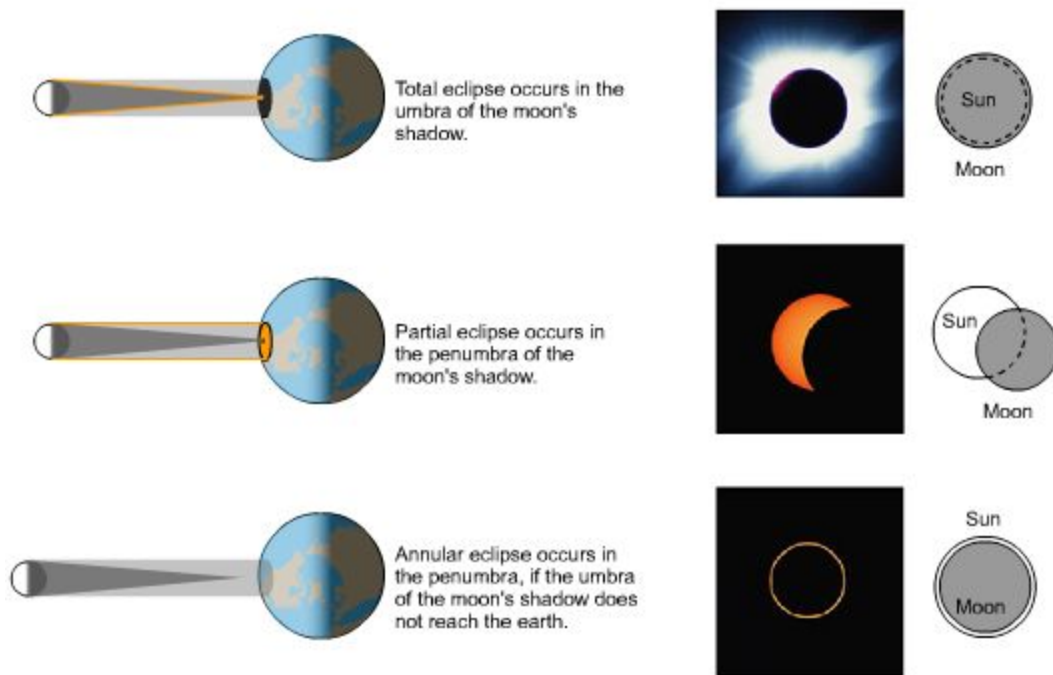 Total eclipse occurs in the
umbra of the moon's
shadow.
Sun
Moon
Partial eclipse occurs in
the penumbra of the
moon's shadow.
Sun
Moon
Annular eclipse occurs in
the penumbra, if the umbra
of the moon's shadow does
not reach the earth.
Sun
Moon